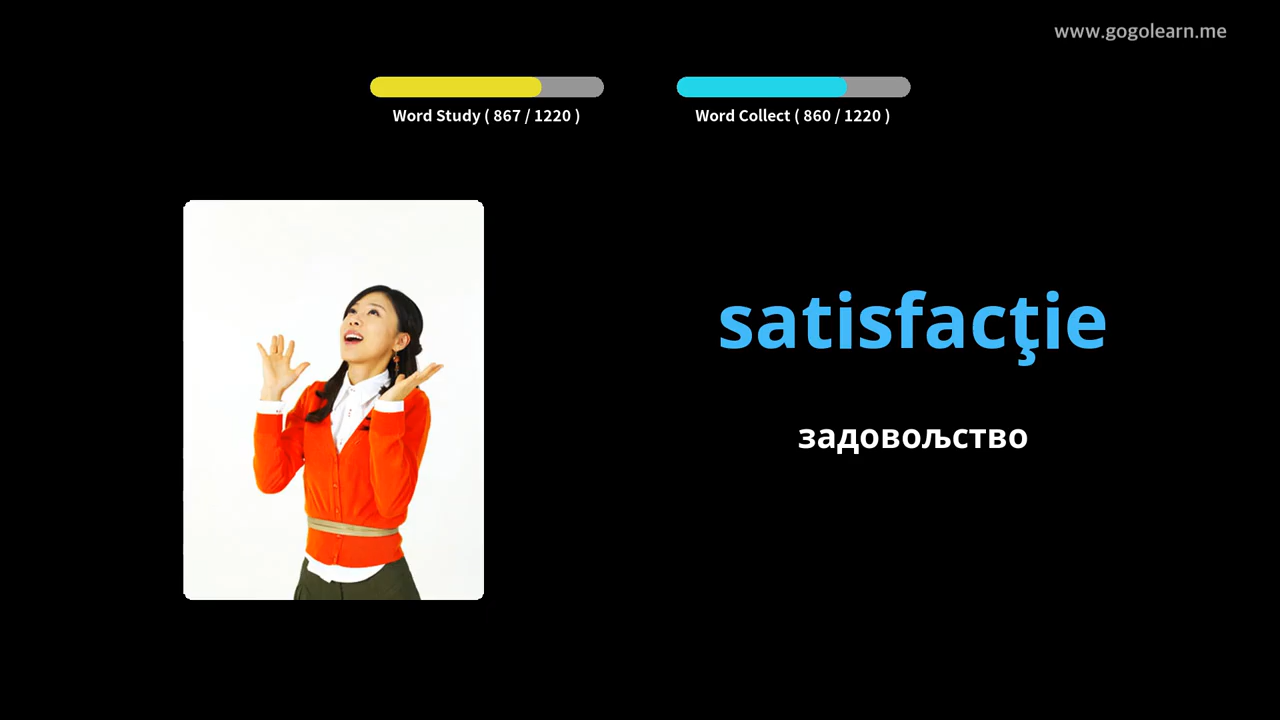 www.gogolearn.me
Word Study ( 867 / 1220 )
Word Collect ( 860 / 1220 )
satisfacţie
задовољство